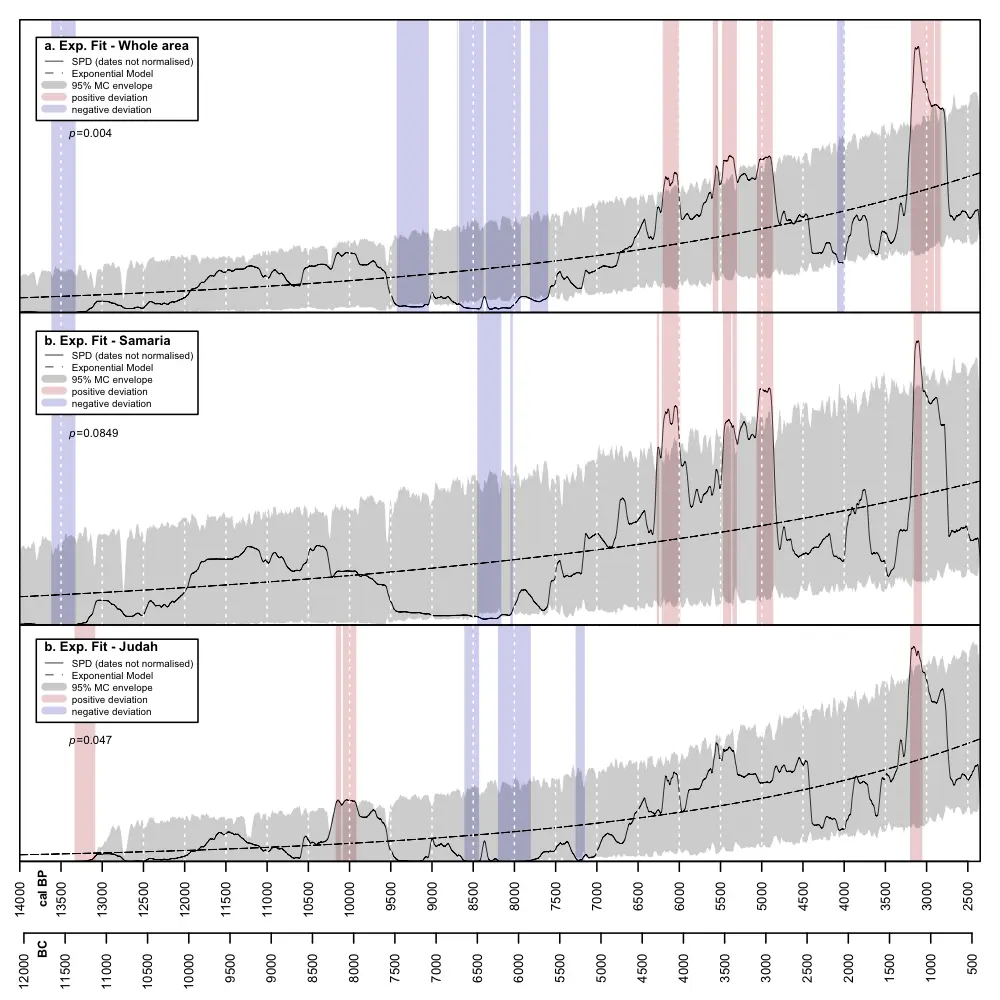 a. Exp. Fit - Whole area
SPD (dates not normalised)
Exponential Model
95% MC envelope
positive deviation
negative deviation
p=0.004
b. Exp. Fit - Samaria
SPD (dates not normalised)
Exponential Model
95% MC envelope
positive deviation
negative deviation
p=0.0849
b. Exp. Fit - Judah
SPD (dates not normalised)
Exponential Model
95% MC envelope
positive deviation
negative deviation
p=0.047
cal BP
14000 13500 13000 12500 12000 11500 11000 10500 10000 9500 9000 8500 8000 7500 7000 6500 6000 5500 5000 4500 4000 3500 3000 2500
BC
12000 11500 11000 10500 10000 9500 9000 8500 8000 7500 7000 6500 6000 5500 5000 4500 4000 3500 3000 2500 2000 1500 1000 500